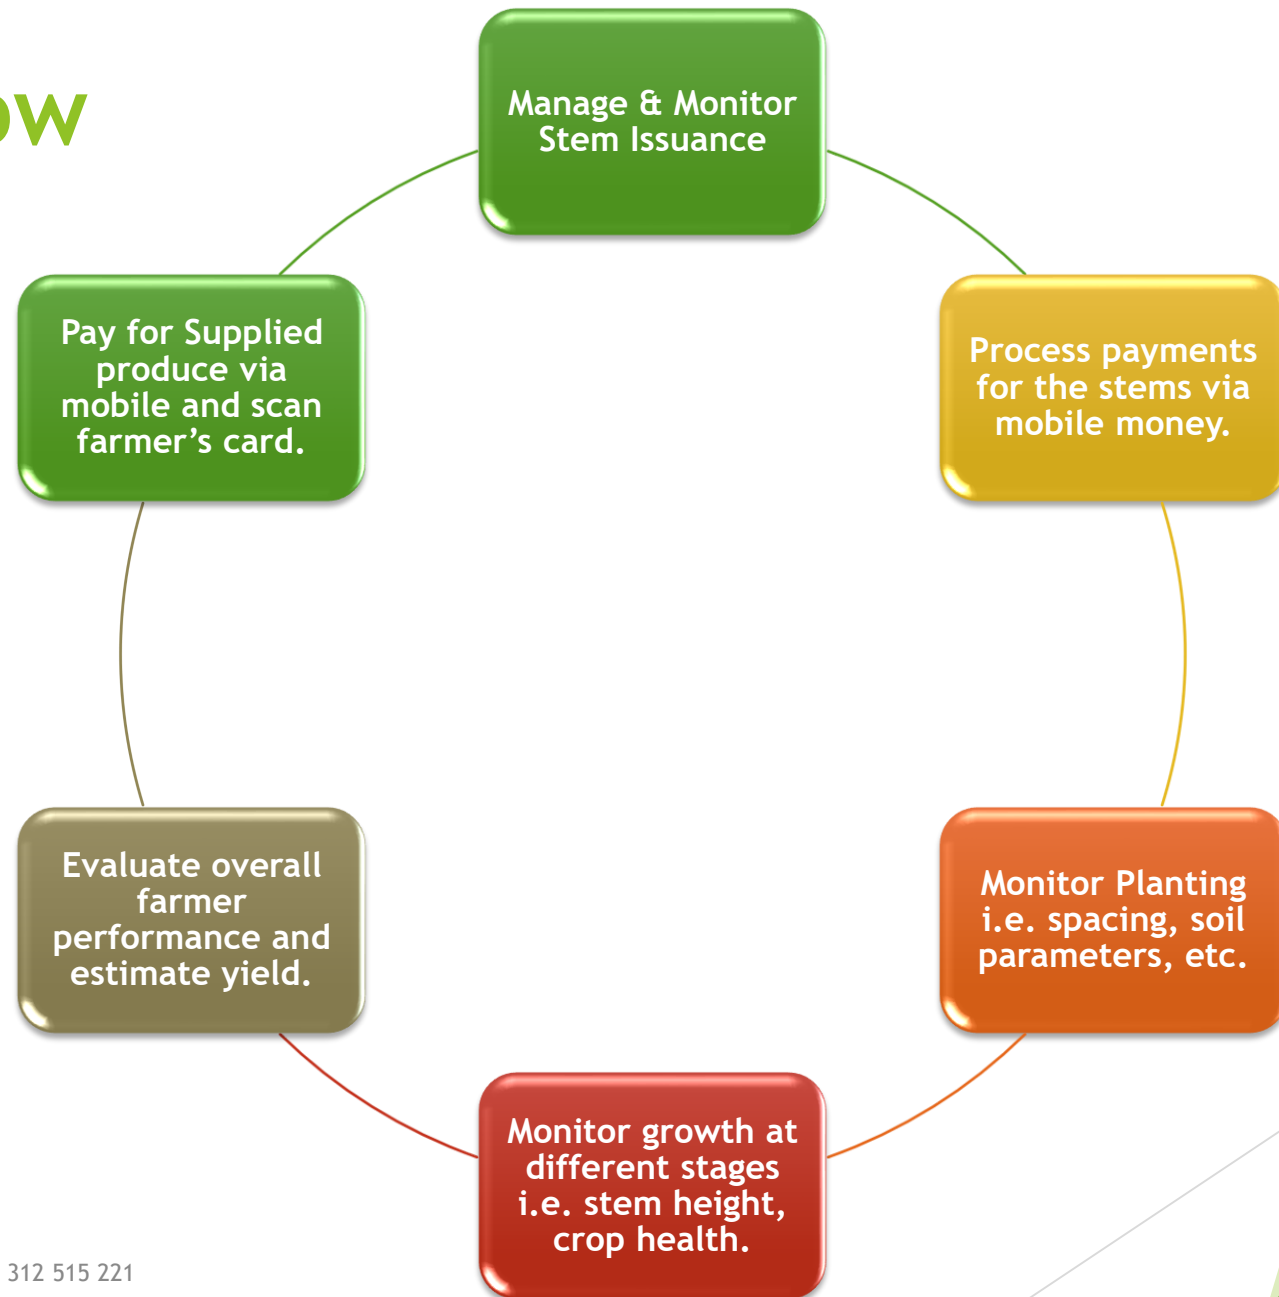 ow
Manage & Monitor
Stem Issuance
Process payments
for the stems via
mobile money.
Monitor Planting
i.e. spacing, soil
parameters, etc.
Monitor growth at
different stages
i.e. stem height,
crop health.
Evaluate overall
farmer
performance and
estimate yield.
Pay for Supplied
produce via
mobile and scan
farmer’s card.
312 515 221